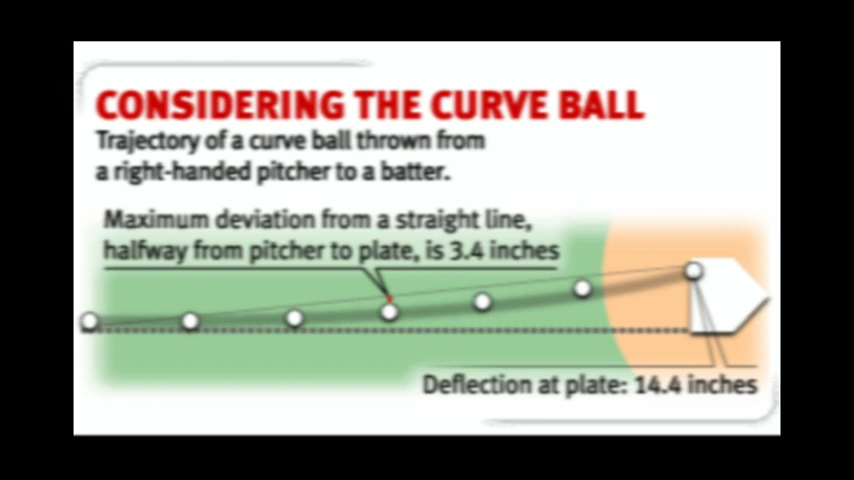 CONSIDERING THE CURVE BALL
Trajectory of a curve ball thrown from
a right-handed pitcher to a batter.
Maximum deviation from a straight line,
halfway from pitcher to plate, is 3.4 inches
Deflection at plate: 14.4 inches